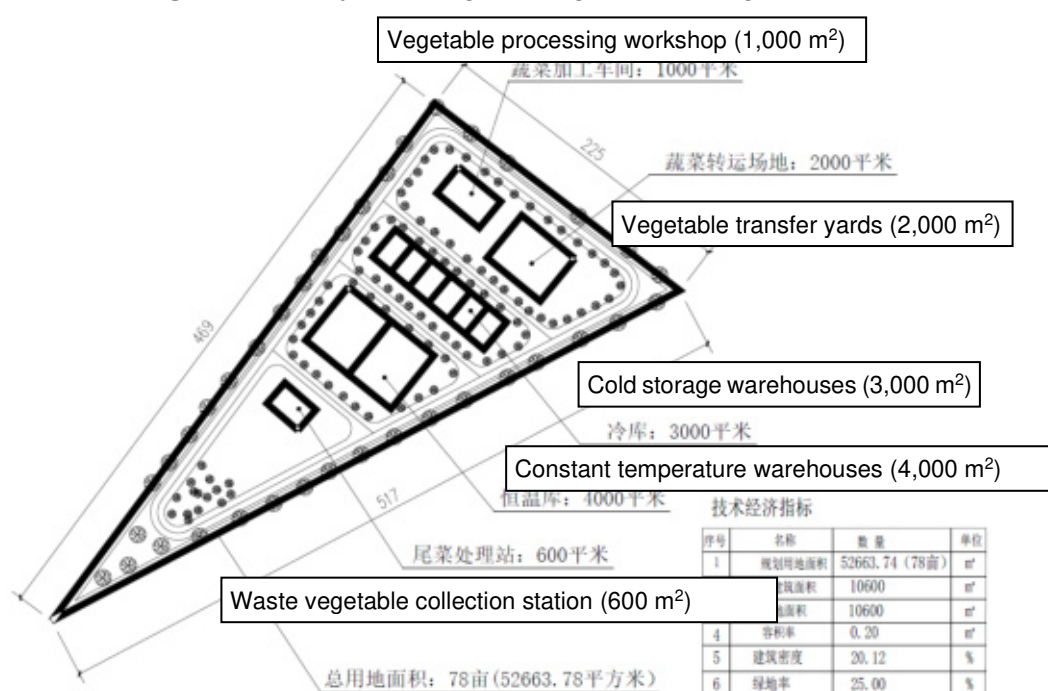 Vegetable processing workshop (1,000 m²)
蔬菜加工车间：1000平米
225
蔬菜转运场地：2000平米
Vegetable transfer yards (2,000 m²)
469
Cold storage warehouses (3,000 m²)
冷库：3000平米
Constant temperature warehouses (4,000 m²)
恒温库：4000平米
517
技术经济指标
序号 名称 数量 单位
1 规划用地面积 52663.74 (78亩) m²
尾菜处理站：600平米
建筑面积 10600 m²
Waste vegetable collection station (600 m²)
地面积 10600 m²
4 容积率 0.20 m²
5 建筑密度 20.12 %
总用地面积：78亩(52663.78平方米)
6 绿地率 25.00 %